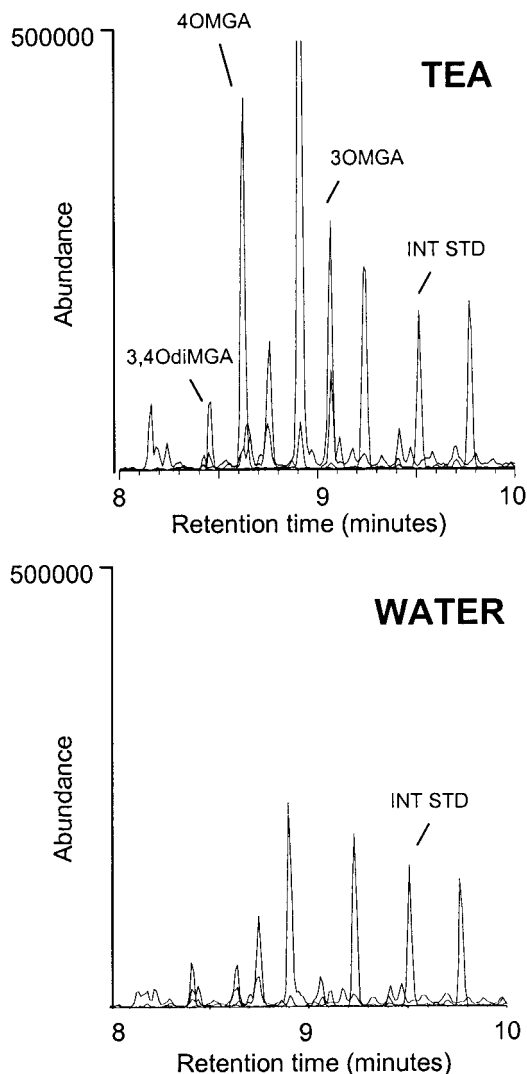 4OMGA
500000
TEA
3OMGA
INT STD
Abundance
3,4OdiMGA
8
9
10
Retention time (minutes)
500000
WATER
INT STD
Abundance
8
9
10
Retention time (minutes)